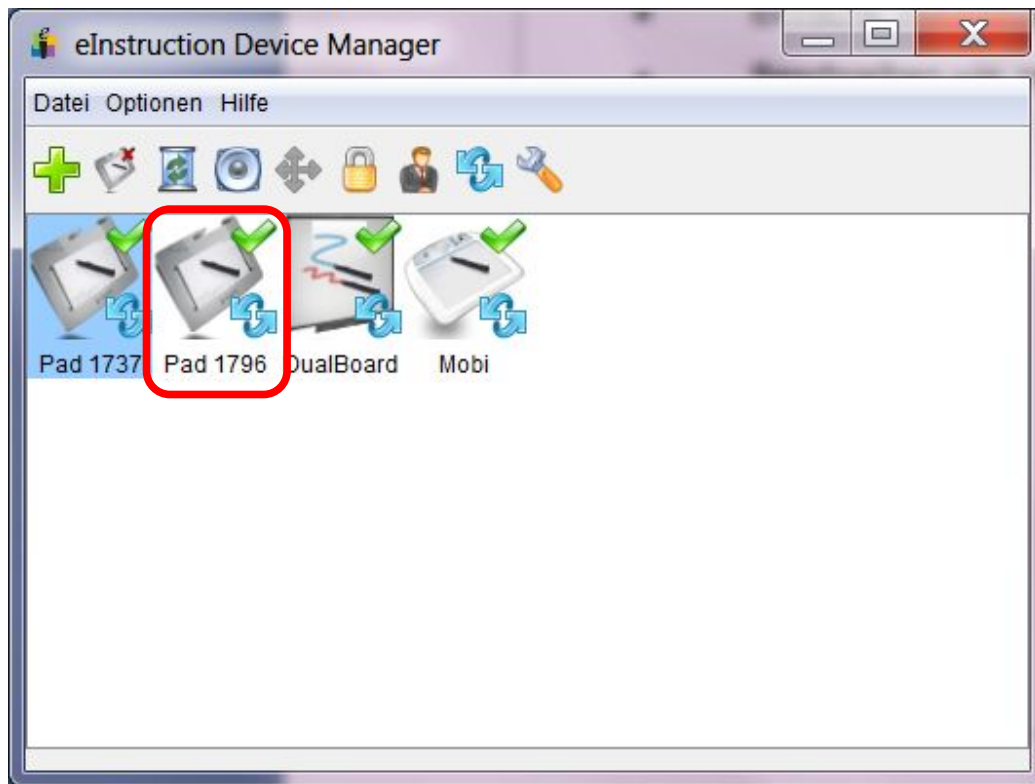 eInstruction Device Manager
Datei Optionen Hilfe
Pad 1737 Pad 1796 DualBoard Mobi